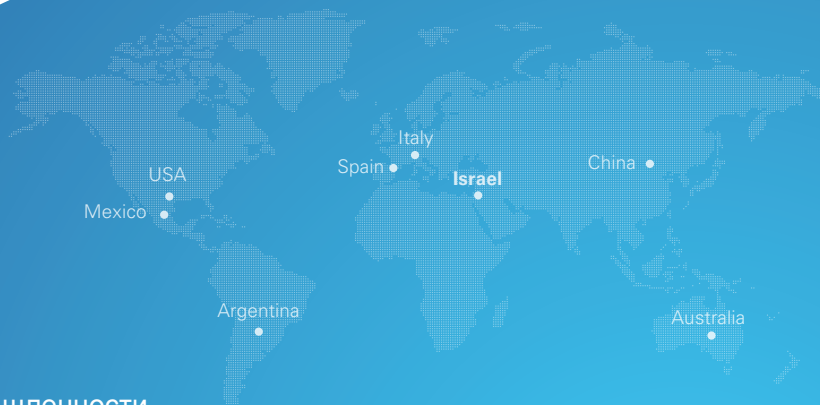 Italy
Spain
China
USA
Israel
Mexico
Argentina
Australia